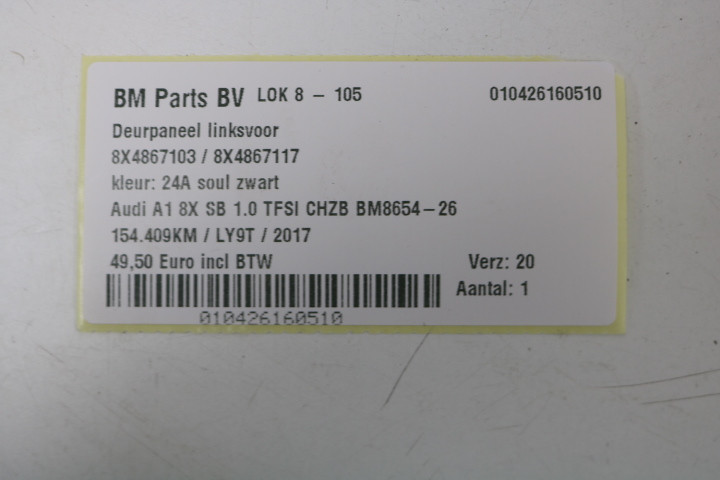 BM Parts BV LOK 8 - 105 010426160510
Deurpaneel linksvoor
8X4867103 / 8X4867117
kleur: 24A soul zwart
Audi A1 8X SB 1.0 TFSI CHZB BM8654-26
154.409KM / LY9T / 2017
49,50 Euro incl BTW Verz: 20
Aantal: 1
010426160510